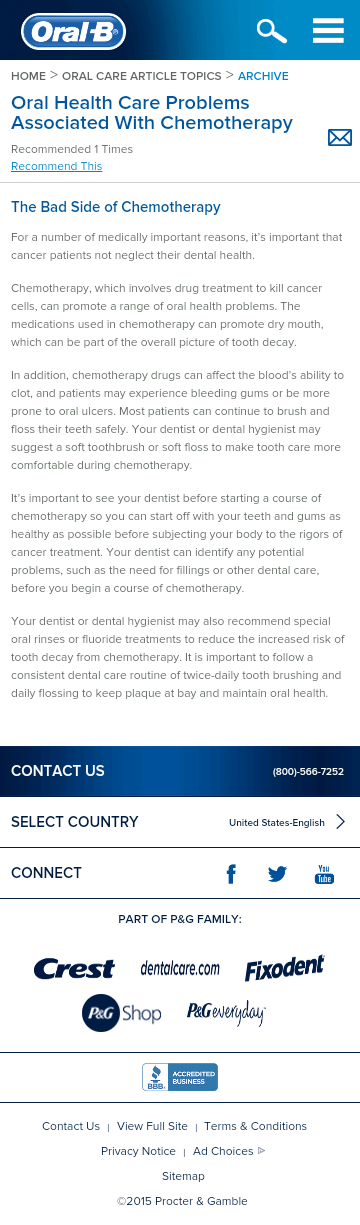 Oral-B
HOME > ORAL CARE ARTICLE TOPICS > ARCHIVE
Oral Health Care Problems
Associated With Chemotherapy
Recommended 1 Times
Recommend This
The Bad Side of Chemotherapy
For a number of medically important reasons, it's important that
cancer patients not neglect their dental health.
Chemotherapy, which involves drug treatment to kill cancer
cells, can promote a range of oral health problems. The
medications used in chemotherapy can promote dry mouth,
which can be part of the overall picture of tooth decay.
In addition, chemotherapy drugs can affect the blood's ability to
clot, and patients may experience bleeding gums or be more
prone to oral ulcers. Most patients can continue to brush and
floss their teeth safely. Your dentist or dental hygienist may
suggest a soft toothbrush or soft floss to make tooth care more
comfortable during chemotherapy.
It's important to see your dentist before starting a course of
chemotherapy so you can start off with your teeth and gums as
healthy as possible before subjecting your body to the rigors of
cancer treatment. Your dentist can identify any potential
problems, such as the need for fillings or other dental care,
before you begin a course of chemotherapy.
Your dentist or dental hygienist may also recommend special
oral rinses or fluoride treatments to reduce the increased risk of
tooth decay from chemotherapy. It is important to follow a
consistent dental care routine of twice-daily tooth brushing and
daily flossing to keep plaque at bay and maintain oral health.
CONTACT US (800)-566-7252
SELECT COUNTRY United States-English
CONNECT You Tube
PART OF P&G FAMILY:
Crest dentalcare.com Fixodent
P&G Shop P&G everyday
BBB ACCREDITED BUSINESS
Contact Us | View Full Site | Terms & Conditions
Privacy Notice | Ad Choices
Sitemap
©2015 Procter & Gamble